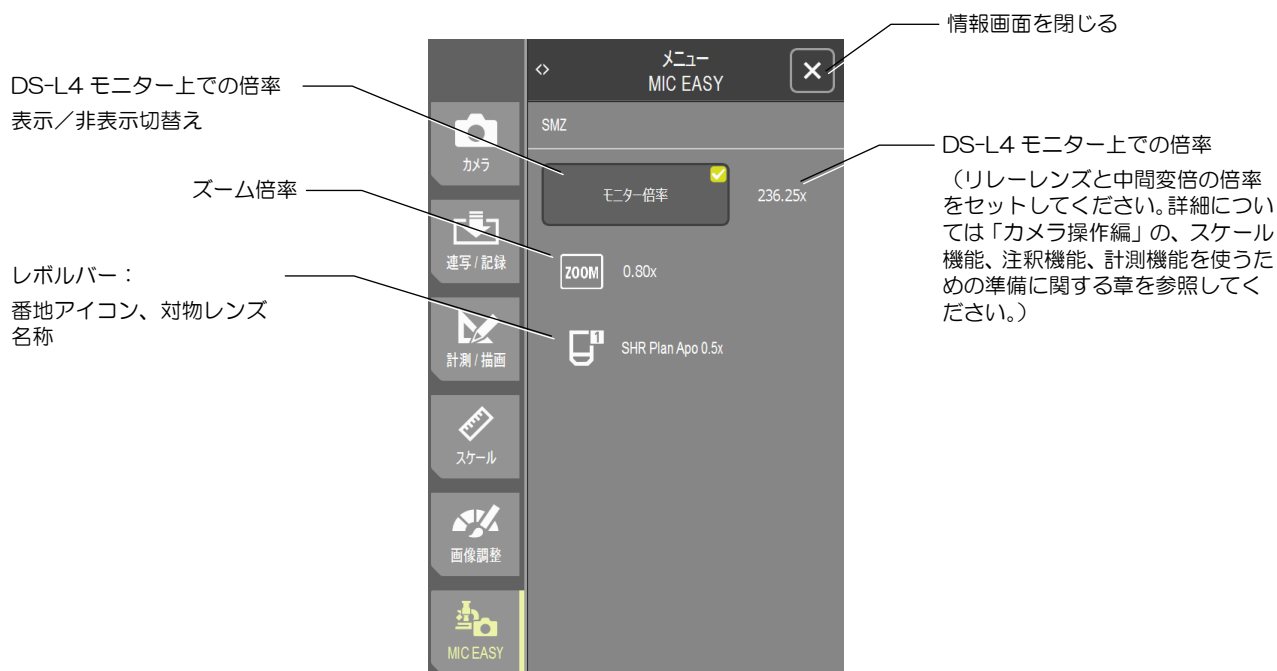 情報画面を閉じる
DS-L4 モニター上での倍率
表示／非表示切替え
ズーム倍率
レボルバー：
番地アイコン、対物レンズ
名称
カメラ
連写 / 記録
計測 / 描画
スケール
画像調整
MIC EASY
<>
メニュー
MIC EASY
SMZ
モニター倍率
236.25x
ZOOM
0.80x
1
SHR Plan Apo 0.5x
DS-L4 モニター上での倍率
（リレーレンズと中間変倍の倍率
をセットしてください。詳細につい
ては「カメラ操作編」の、スケール
機能、注釈機能、計測機能を使うた
めの準備に関する章を参照してく
ださい。）